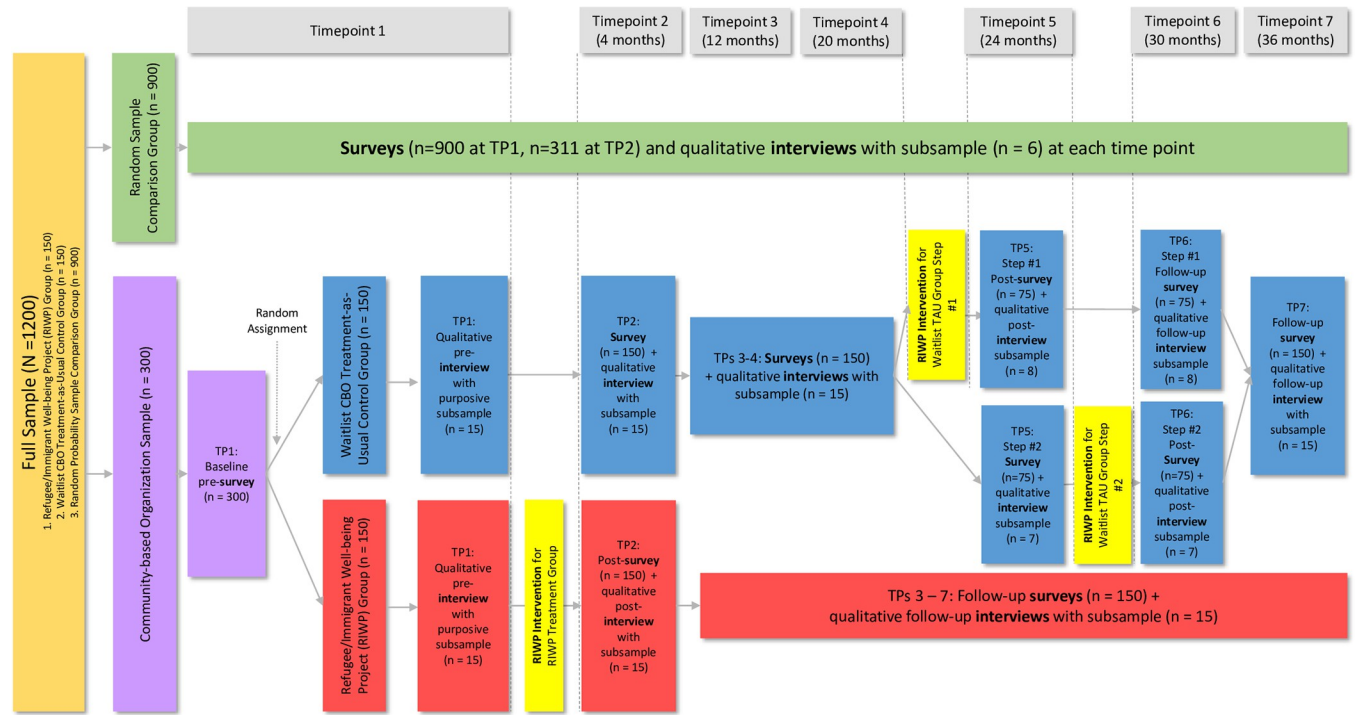 Timepoint 1
Timepoint 2
(4 months)
Timepoint 3
(12 months)
Timepoint 4
(20 months)
Timepoint 5
(24 months)
Timepoint 6
(30 months)
Timepoint 7
(36 months)
Full Sample (N =1200)
1. Refugee/Immigrant Well-being Project (RIWP) Group (n = 150)
2. Waitlist CBO Treatment-as-Usual Control Group (n = 150)
3. Random Probability Sample Comparison Group (n = 900)
Random Sample
Comparison Group (n = 900)
Surveys (n=900 at TP1, n=311 at TP2) and qualitative interviews with subsample (n = 6) at each time point
Community-based Organization Sample (n = 300)
TP1:
Baseline
pre-survey
(n = 300)
Random
Assignment
Waitlist CBO Treatment-as-
Usual Control Group (n = 150)
TP1:
Qualitative
pre-
interview
with
purposive
subsample
(n = 15)
TP2:
Survey
(n = 150) +
qualitative
interview
with
subsample
(n = 15)
TPs 3-4: Surveys (n = 150)
+ qualitative interviews with
subsample (n = 15)
RIWP Intervention for
Waitlist TAU Group Step
#1
TP5:
Step #1
Post-survey
(n = 75) +
qualitative
post-
interview
subsample
(n = 8)
TP6:
Step #1
Follow-up
survey
(n = 75) +
qualitative
follow-up
interview
subsample
(n = 8)
TP7:
Follow-up
survey
(n = 150) +
qualitative
follow-up
interview
with
subsample
(n = 15)
TP5:
Step #2
Survey
(n=75) +
qualitative
interview
subsample
(n = 7)
RIWP Intervention for
Waitlist TAU Group Step
#2
TP6:
Step #2
Post-
Survey
(n=75) +
qualitative
post-
interview
subsample
(n = 7)
Refugee/Immigrant Well-being
Project (RIWP) Group (n = 150)
TP1:
Qualitative
pre-
interview
with
purposive
subsample
(n = 15)
RIWP Intervention for
RIWP Treatment Group
TP2:
Post-survey
(n = 150) +
qualitative
post-
interview
with
subsample
(n = 15)
TPs 3 – 7: Follow-up surveys (n = 150) +
qualitative follow-up interviews with subsample (n = 15)